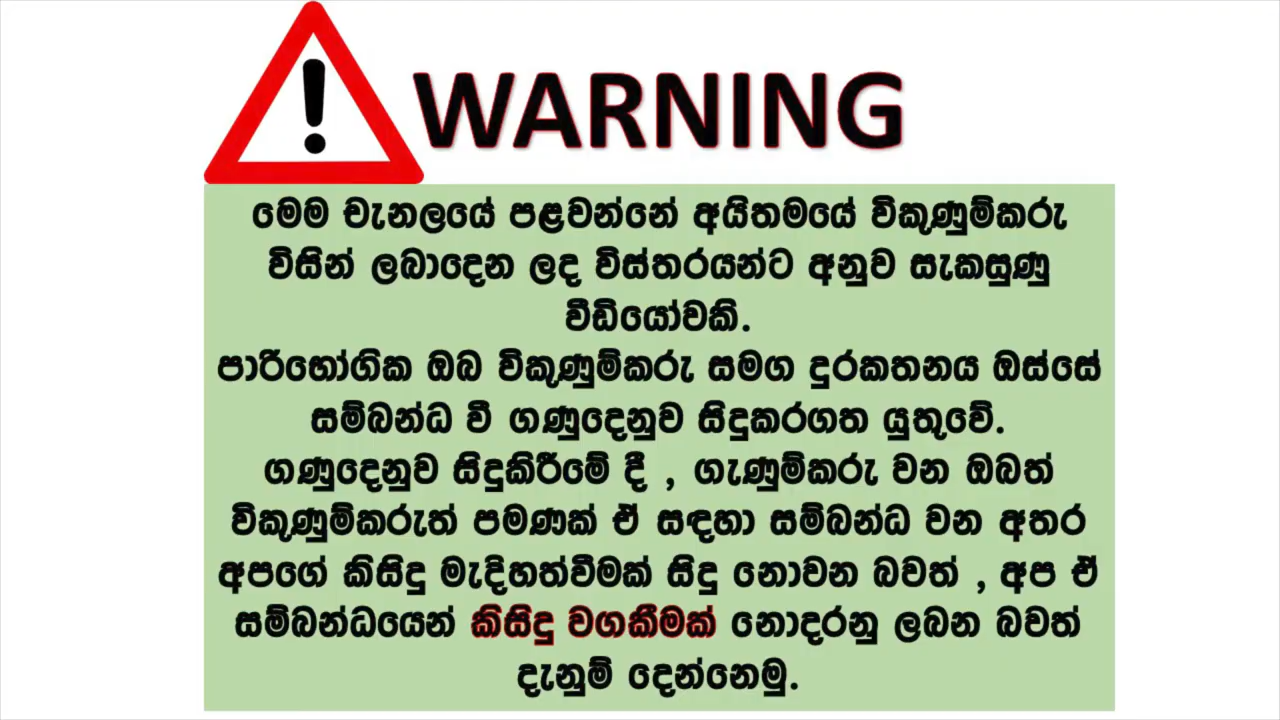 WARNING
මෙම චැනලයේ පළවන්නේ අයිතමයේ විකුණුම්කරු
විසින් ලබාදෙන ලද විස්තරයන්ට අනුව සැකසුණු
වීඩියෝවකි.
පාරිභෝගික ඔබ විකුණුම්කරු සමග දුරකතනය ඔස්සේ
සම්බන්ධ වී ගණුදෙනුව සිදුකරගත යුතුවේ.
ගණුදෙනුව සිදුකිරීමේ දී , ගැණුම්කරු වන ඔබත්
විකුණුම්කරුත් පමණක් ඒ සඳහා සම්බන්ධ වන අතර
අපගේ කිසිදු මැදිහත්වීමක් සිදු නොවන බවත් , අප ඒ
සම්බන්ධයෙන් කිසිදු වගකීමක් නොදරනු ලබන බවත්
දැනුම් දෙන්නෙමු.